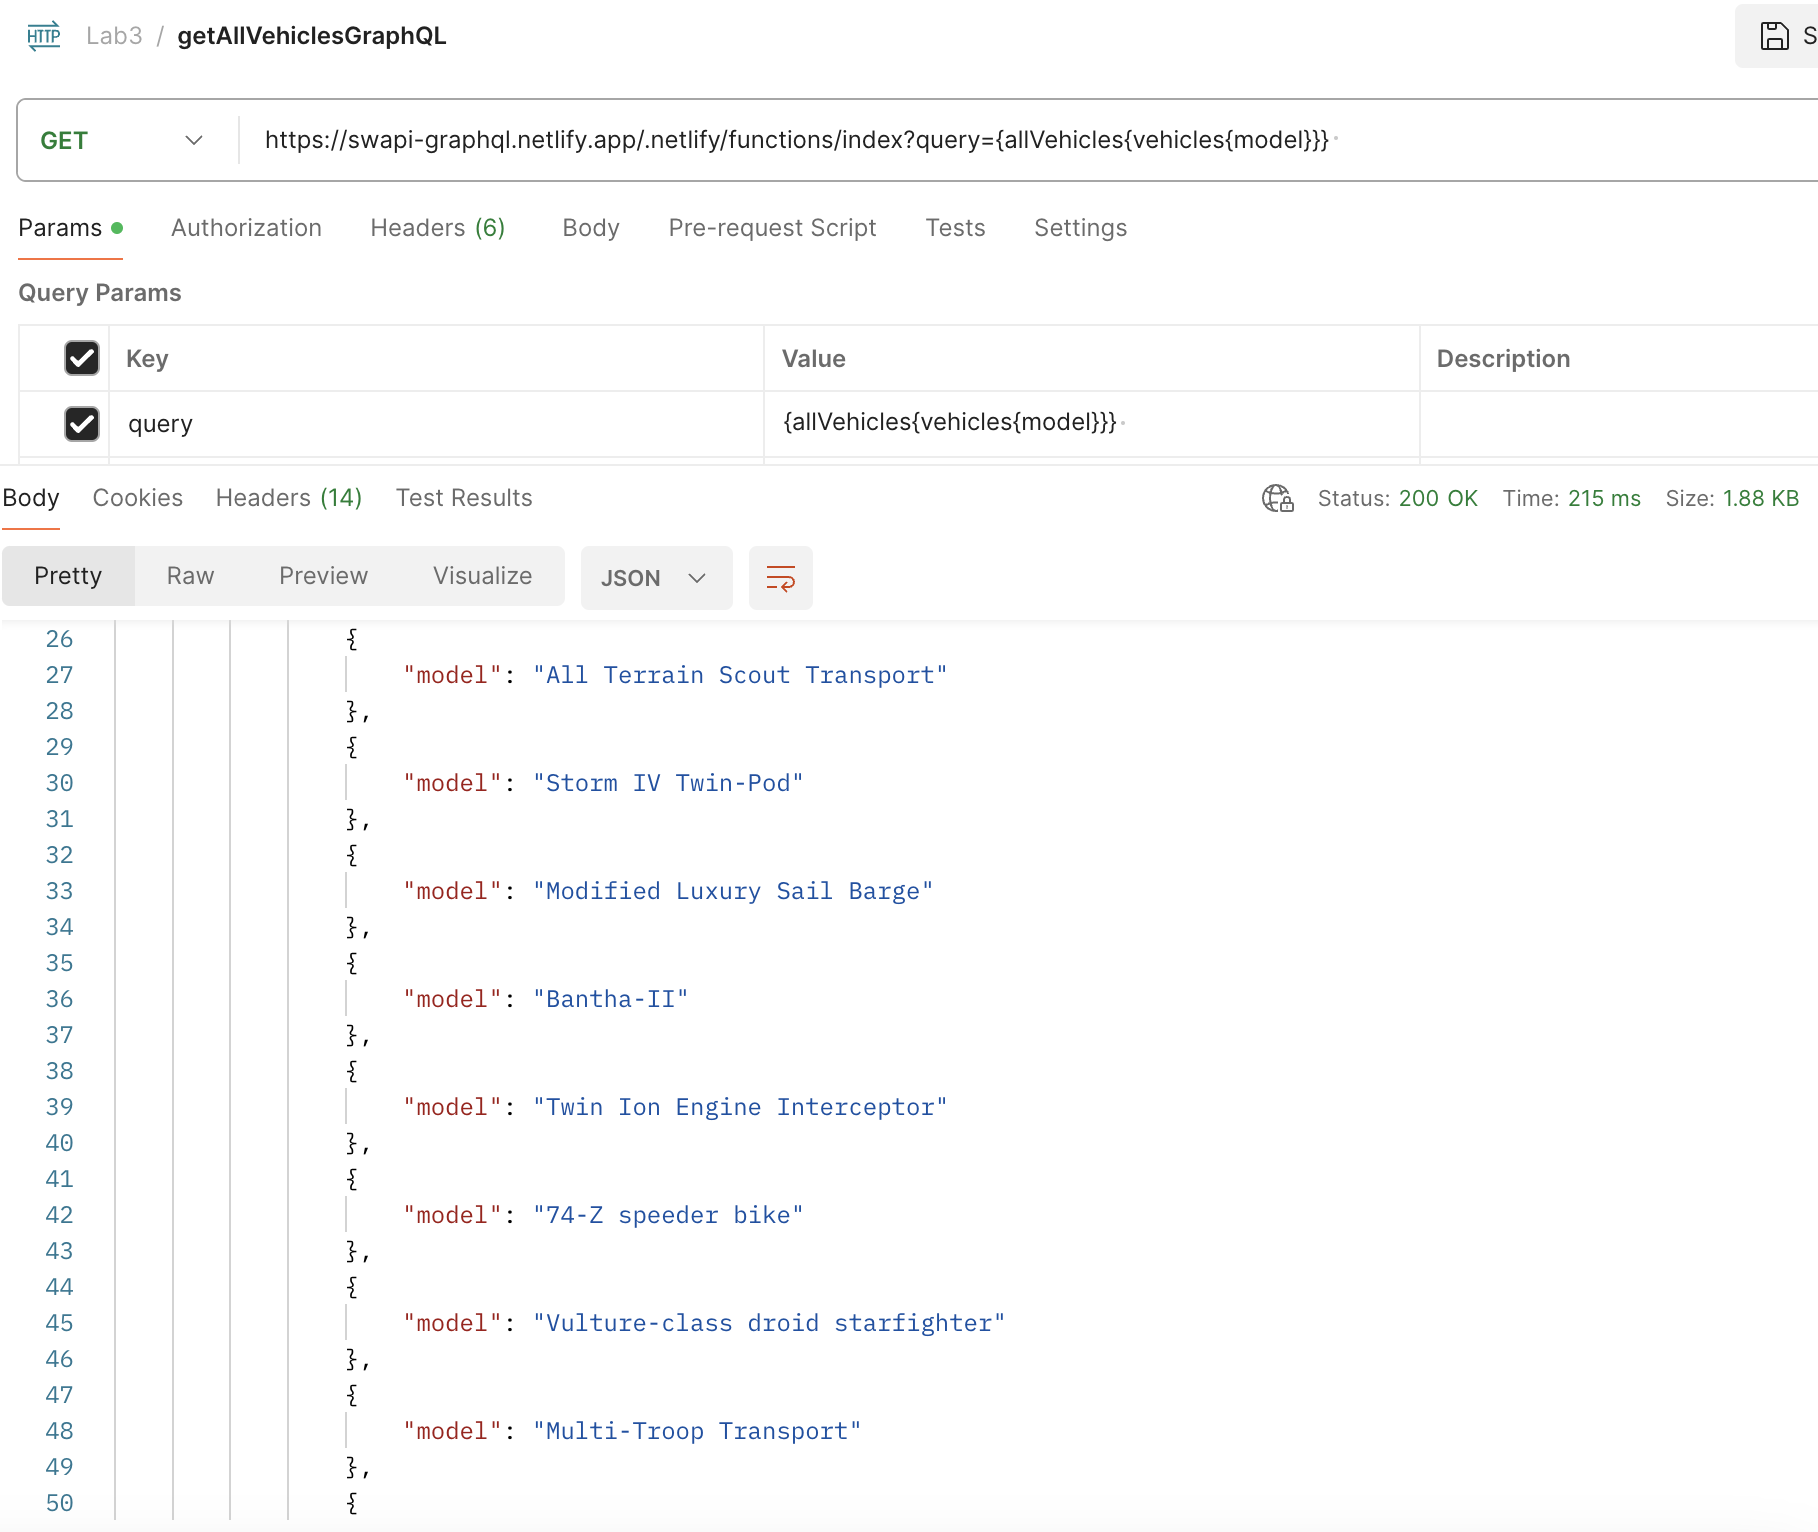 HTTP Lab3 / getAllVehiclesGraphQL S
GET https://swapi-graphql.netlify.app/.netlify/functions/index?query={allVehicles{vehicles{model}}}
Params Authorization Headers (6) Body Pre-request Script Tests Settings
Query Params
Key Value Description
query {allVehicles{vehicles{model}}}
Body Cookies Headers (14) Test Results Status: 200 OK Time: 215 ms Size: 1.88 KB
Pretty Raw Preview Visualize JSON
26 {
27 "model": "All Terrain Scout Transport"
28 },
29 {
30 "model": "Storm IV Twin-Pod"
31 },
32 {
33 "model": "Modified Luxury Sail Barge"
34 },
35 {
36 "model": "Bantha-II"
37 },
38 {
39 "model": "Twin Ion Engine Interceptor"
40 },
41 {
42 "model": "74-Z speeder bike"
43 },
44 {
45 "model": "Vulture-class droid starfighter"
46 },
47 {
48 "model": "Multi-Troop Transport"
49 },
50 {